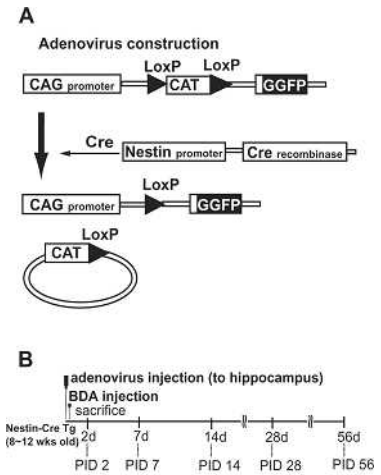 A
Adenovirus construction
LoxP LoxP
CAG promoter CAT GGFP
Cre Nestin promoter Cre recombinase
LoxP
CAG promoter GGFP
LoxP
CAT
B
adenovirus injection (to hippocampus)
BDA injection
sacrifice
Nestin-Cre Tg
(8~12 wks old)
2d 7d 14d 28d 56d
PID 2 PID 7 PID 14 PID 28 PID 56